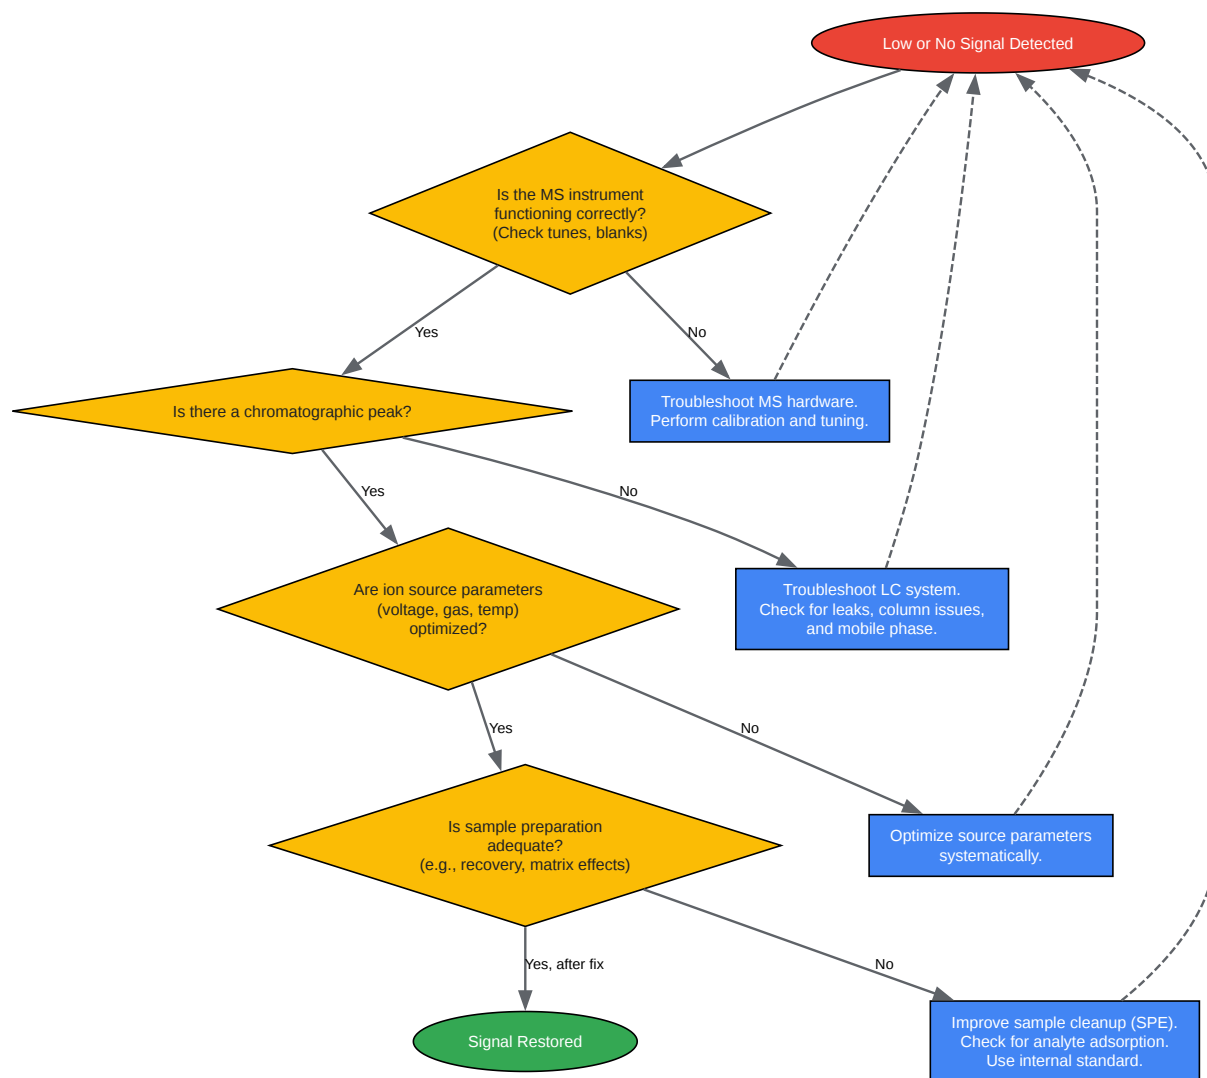 Low or No Signal Detected
Is the MS instrument
functioning correctly?
(Check tunes, blanks)
Yes
No
Is there a chromatographic peak?
Troubleshoot MS hardware.
Perform calibration and tuning.
Yes
No
Are ion source parameters
(voltage, gas, temp)
optimized?
Troubleshoot LC system.
Check for leaks, column issues,
and mobile phase.
Yes
No
Is sample preparation
adequate?
(e.g., recovery, matrix effects)
Optimize source parameters
systematically.
Yes, after fix
No
Signal Restored
Improve sample cleanup (SPE).
Check for analyte adsorption.
Use internal standard.